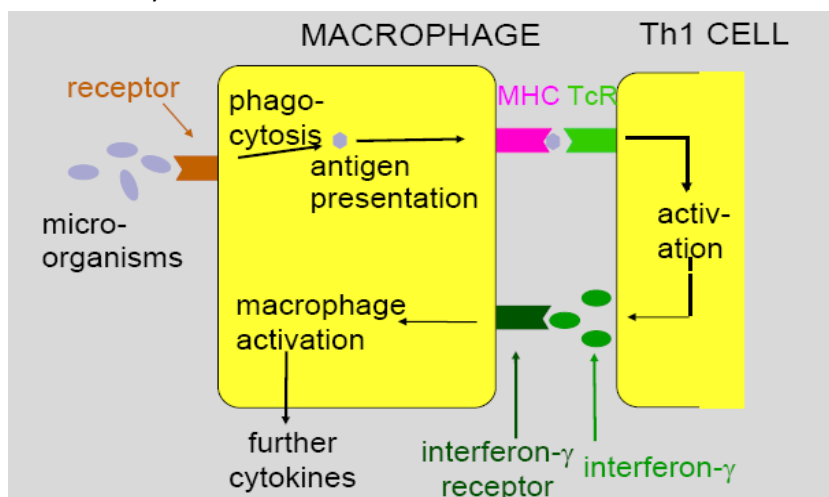 MACROPHAGE
Th1 CELL
receptor
phago-
cytosis
MHC TcR
antigen
presentation
micro-
organisms
activ-
ation
macrophage
activation
further
cytokines
interferon-γ
receptor
interferon-γ